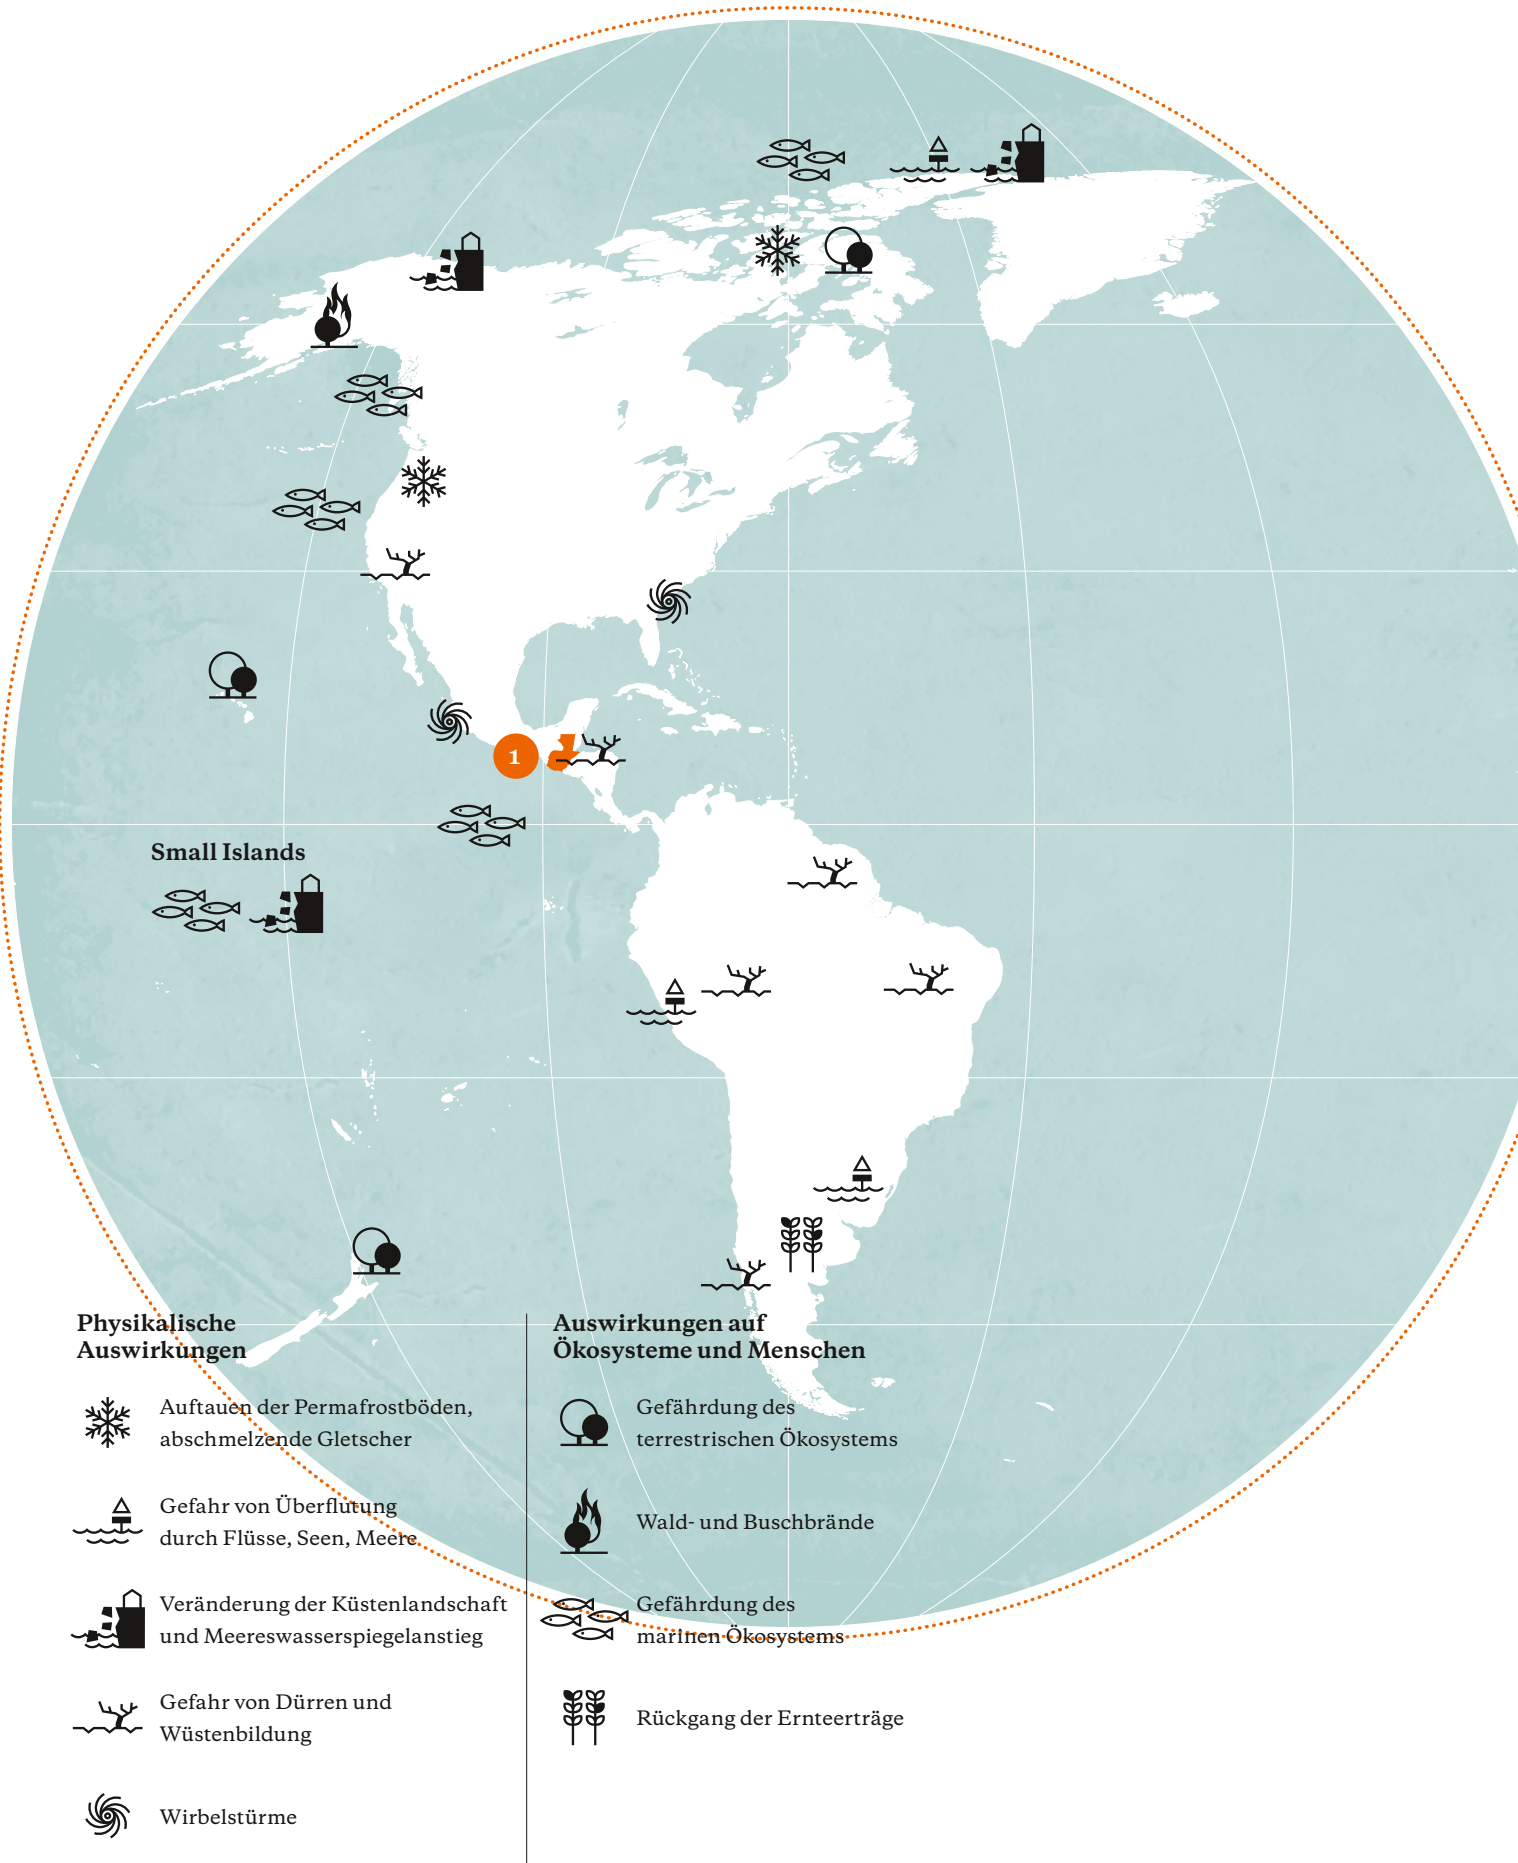 1
Small Islands
Physikalische
Auswirkungen
Auftauen der Permafrostböden,
abschmelzende Gletscher
Gefahr von Überflutung
durch Flüsse, Seen, Meere
Veränderung der Küstenlandschaft
und Meereswasserspiegelanstieg
Gefahr von Dürren und
Wüstenbildung
Wirbelstürme
Auswirkungen auf
Ökosysteme und Menschen
Gefährdung des
terrestrischen Ökosystems
Wald- und Buschbrände
Gefährdung des
marinen Ökosystems
Rückgang der Ernteerträge